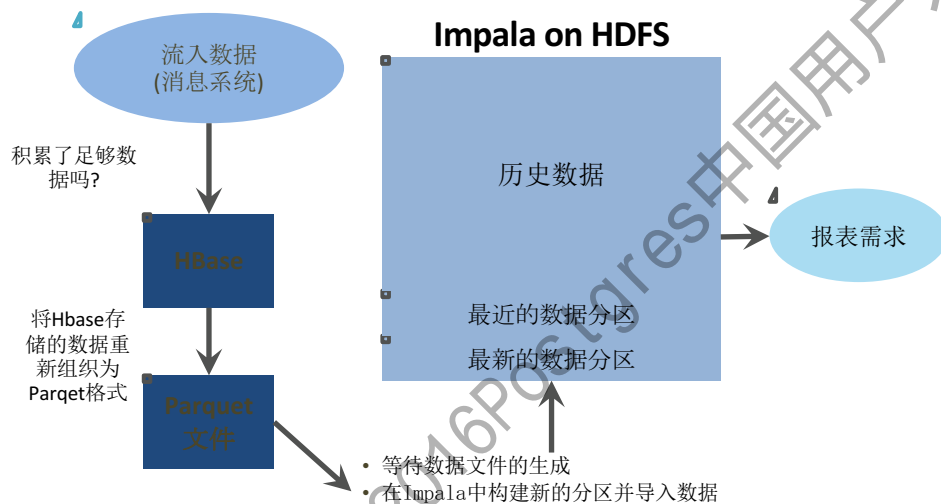 Impala on HDFS
流入数据
(消息系统)
积累了足够数
据吗?
历史数据
报表需求
HBase
最近的数据分区
将Hbase存
储的数据重
新组织为
Parqet格式
最新的数据分区
Parquet
文件
• 等待数据文件的生成
• 在Impala中构建新的分区并导入数据
2016Postgres中国用户